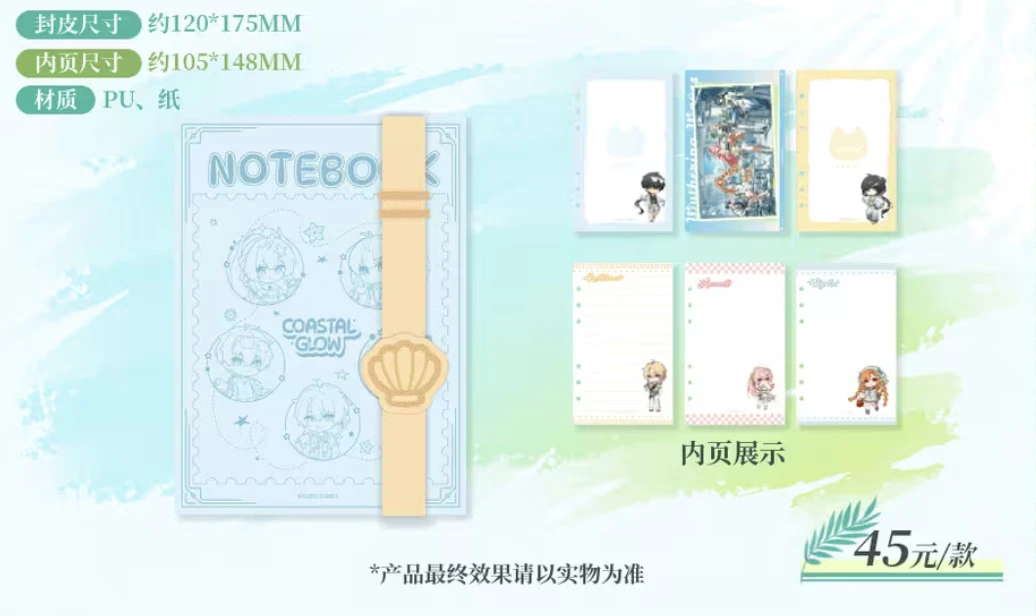 封皮尺寸 约120*175MM
内页尺寸 约105*148MM
材质 PU、纸
NOTEBOOK
COASTAL
GLOW
内页展示
*产品最终效果请以实物为准
45元/款